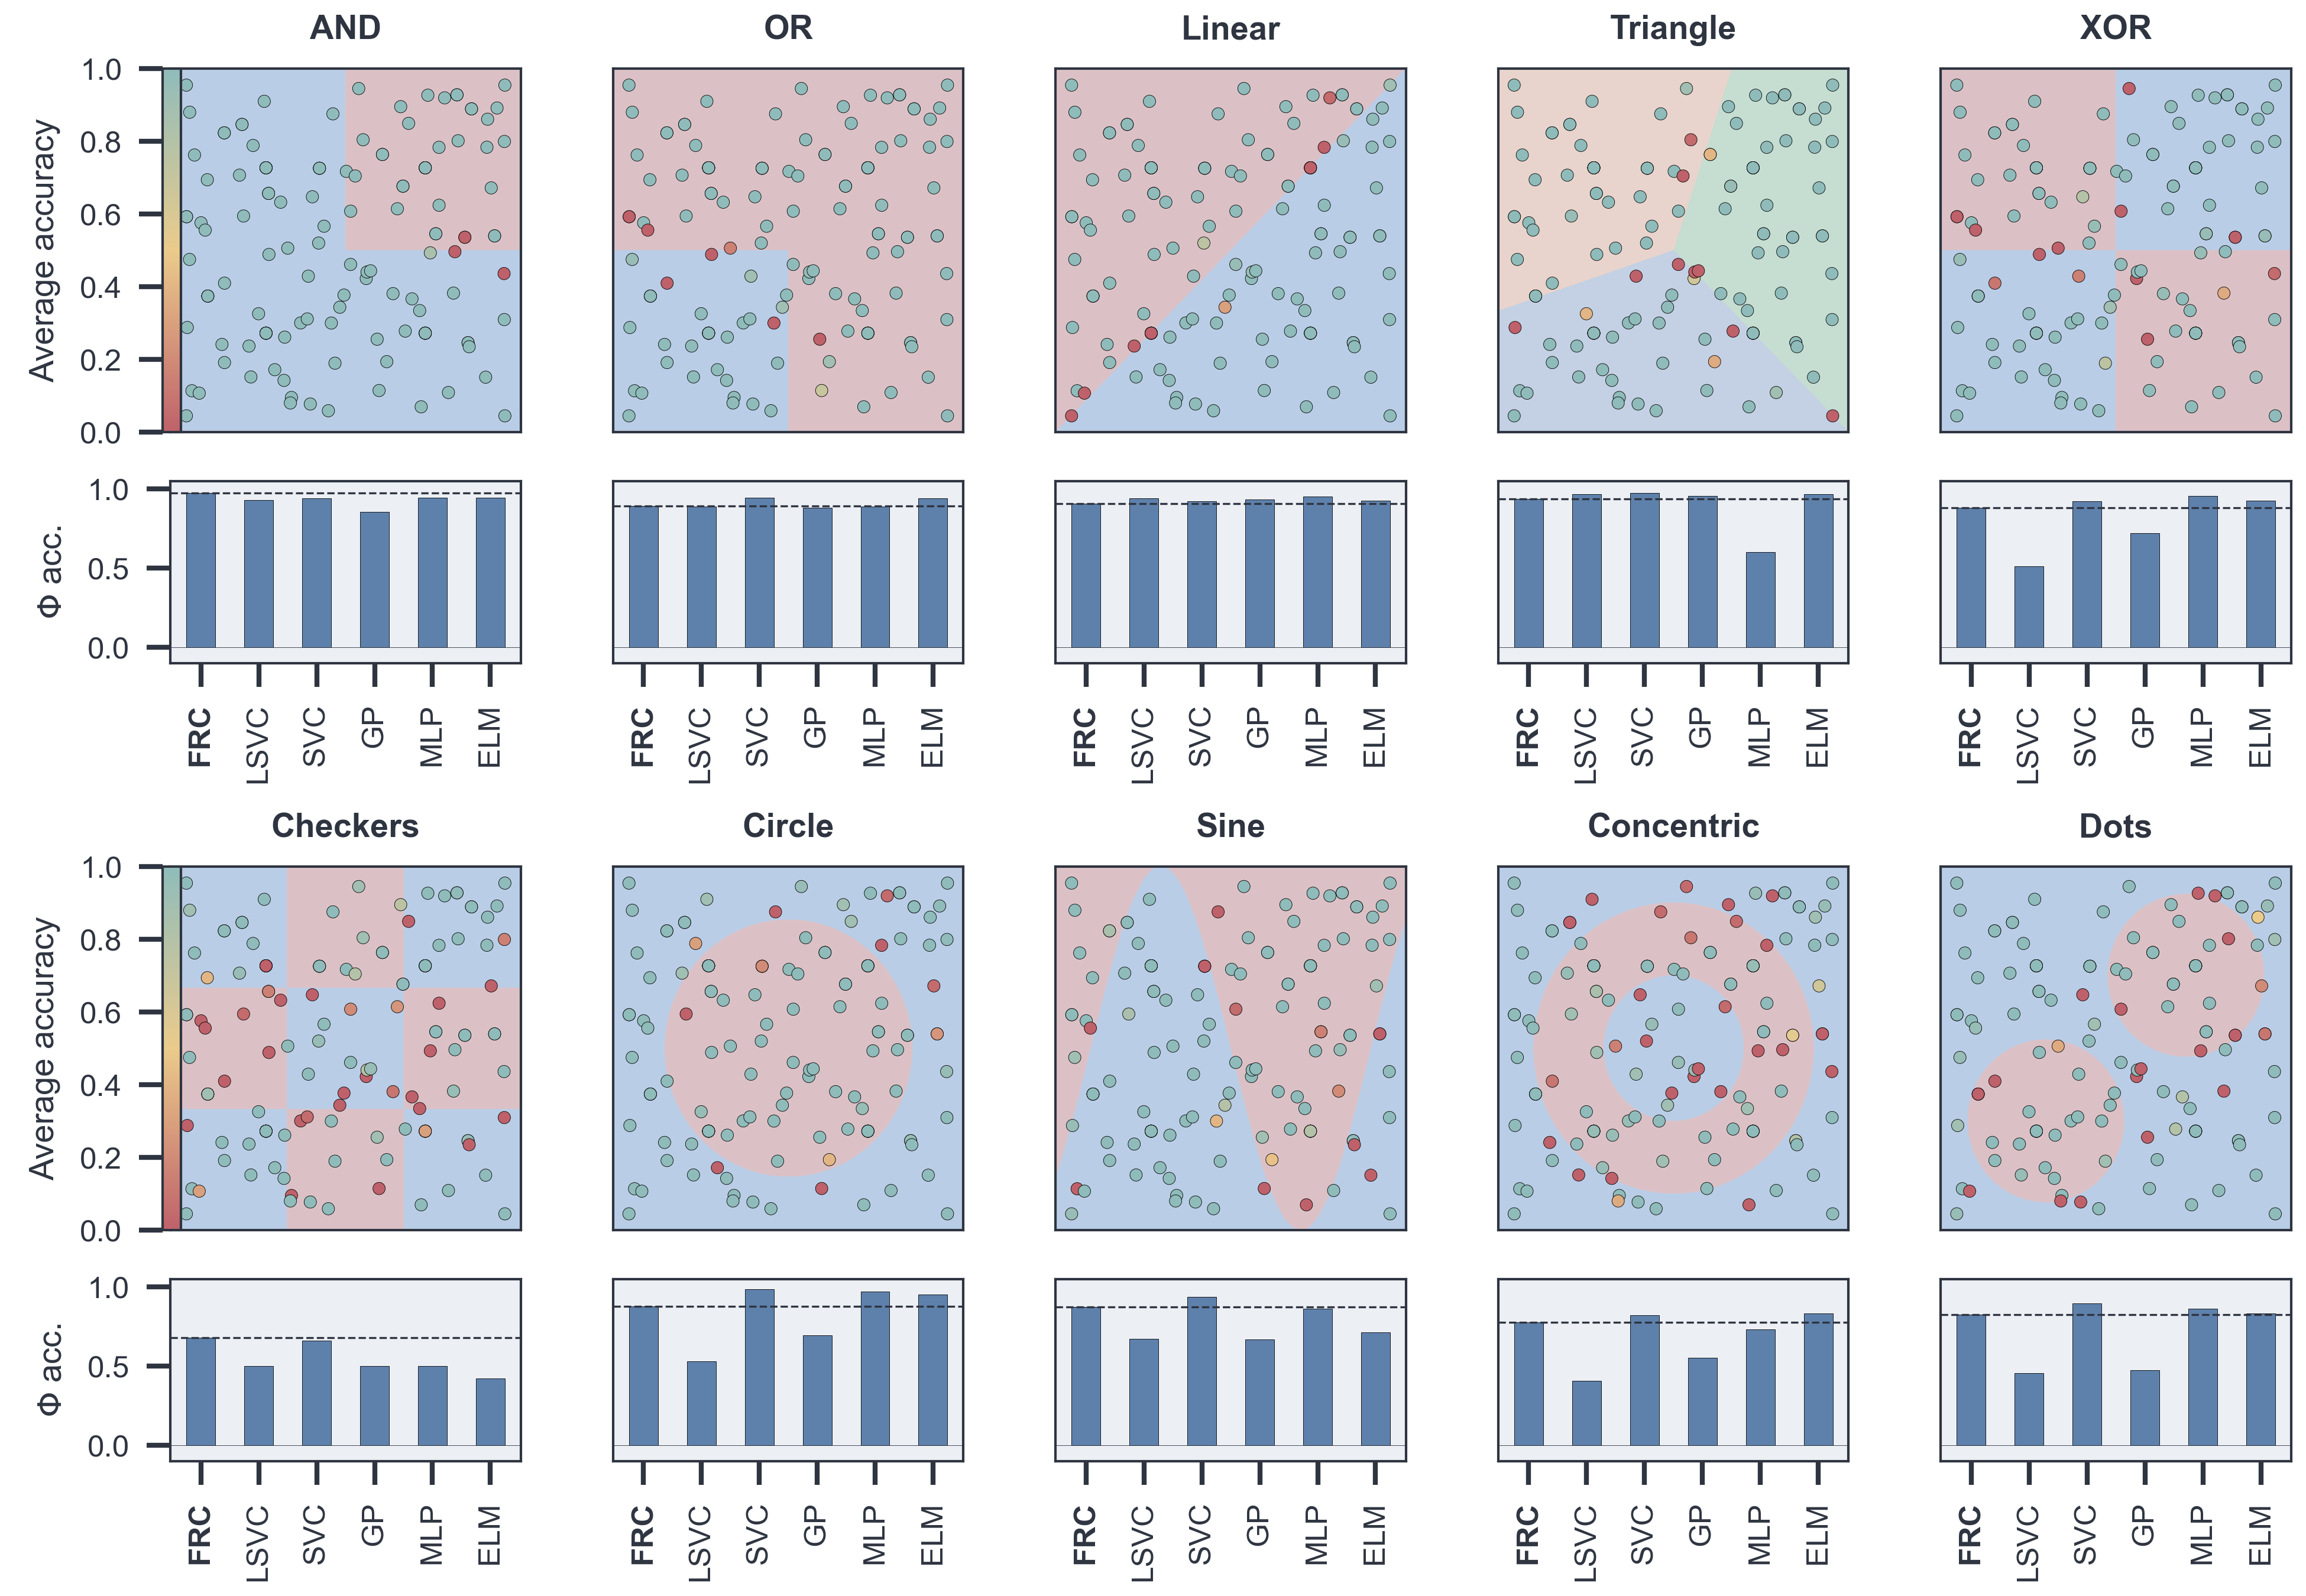 AND OR Linear Triangle XOR
Average accuracy
1.0
0.8
0.6
0.4
0.2
0.0
Φ acc.
1.0
0.5
0.0
FRC LSVC SVC GP MLP ELM FRC LSVC SVC GP MLP ELM FRC LSVC SVC GP MLP ELM FRC LSVC SVC GP MLP ELM FRC LSVC SVC GP MLP ELM
Checkers Circle Sine Concentric Dots
Average accuracy
1.0
0.8
0.6
0.4
0.2
0.0
Φ acc.
1.0
0.5
0.0
FRC LSVC SVC GP MLP ELM FRC LSVC SVC GP MLP ELM FRC LSVC SVC GP MLP ELM FRC LSVC SVC GP MLP ELM FRC LSVC SVC GP MLP ELM